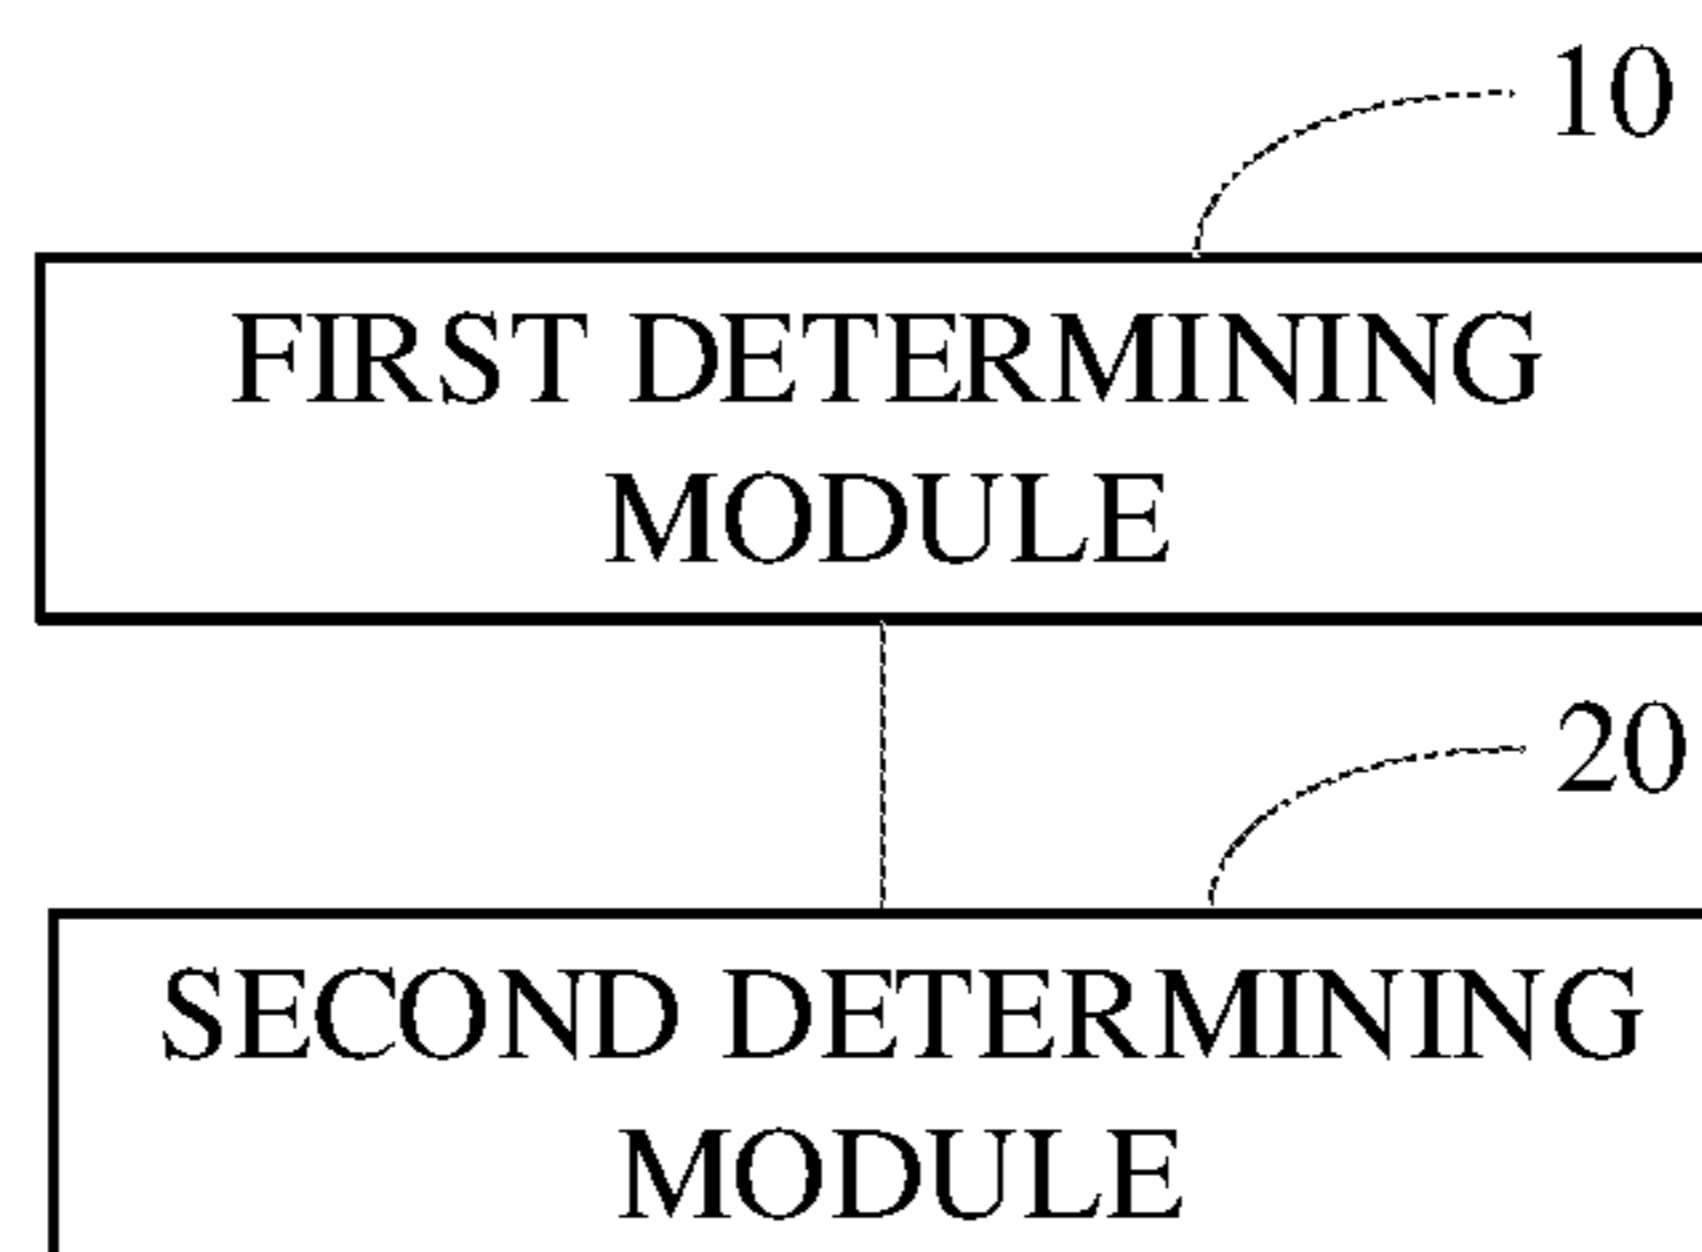 10
FIRST DETERMINING
MODULE
20
SECOND DETERMINING
MODULE